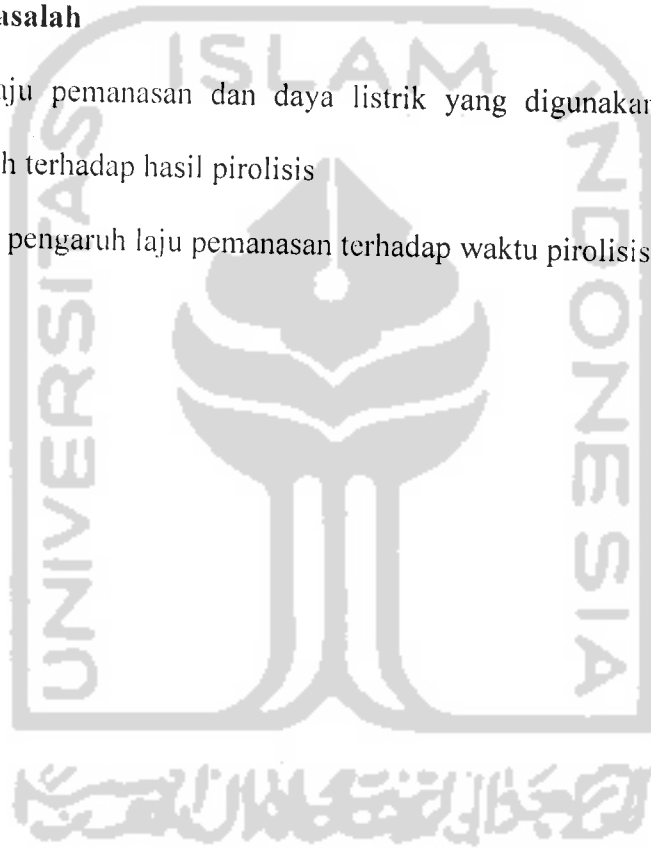 asalah
aju pemanasan dan daya listrik yang digunakan
h terhadap hasil pirolisis
pengaruh laju pemanasan terhadap waktu pirolisis
ISLAM
UNIVERSITAS
INDONESIA